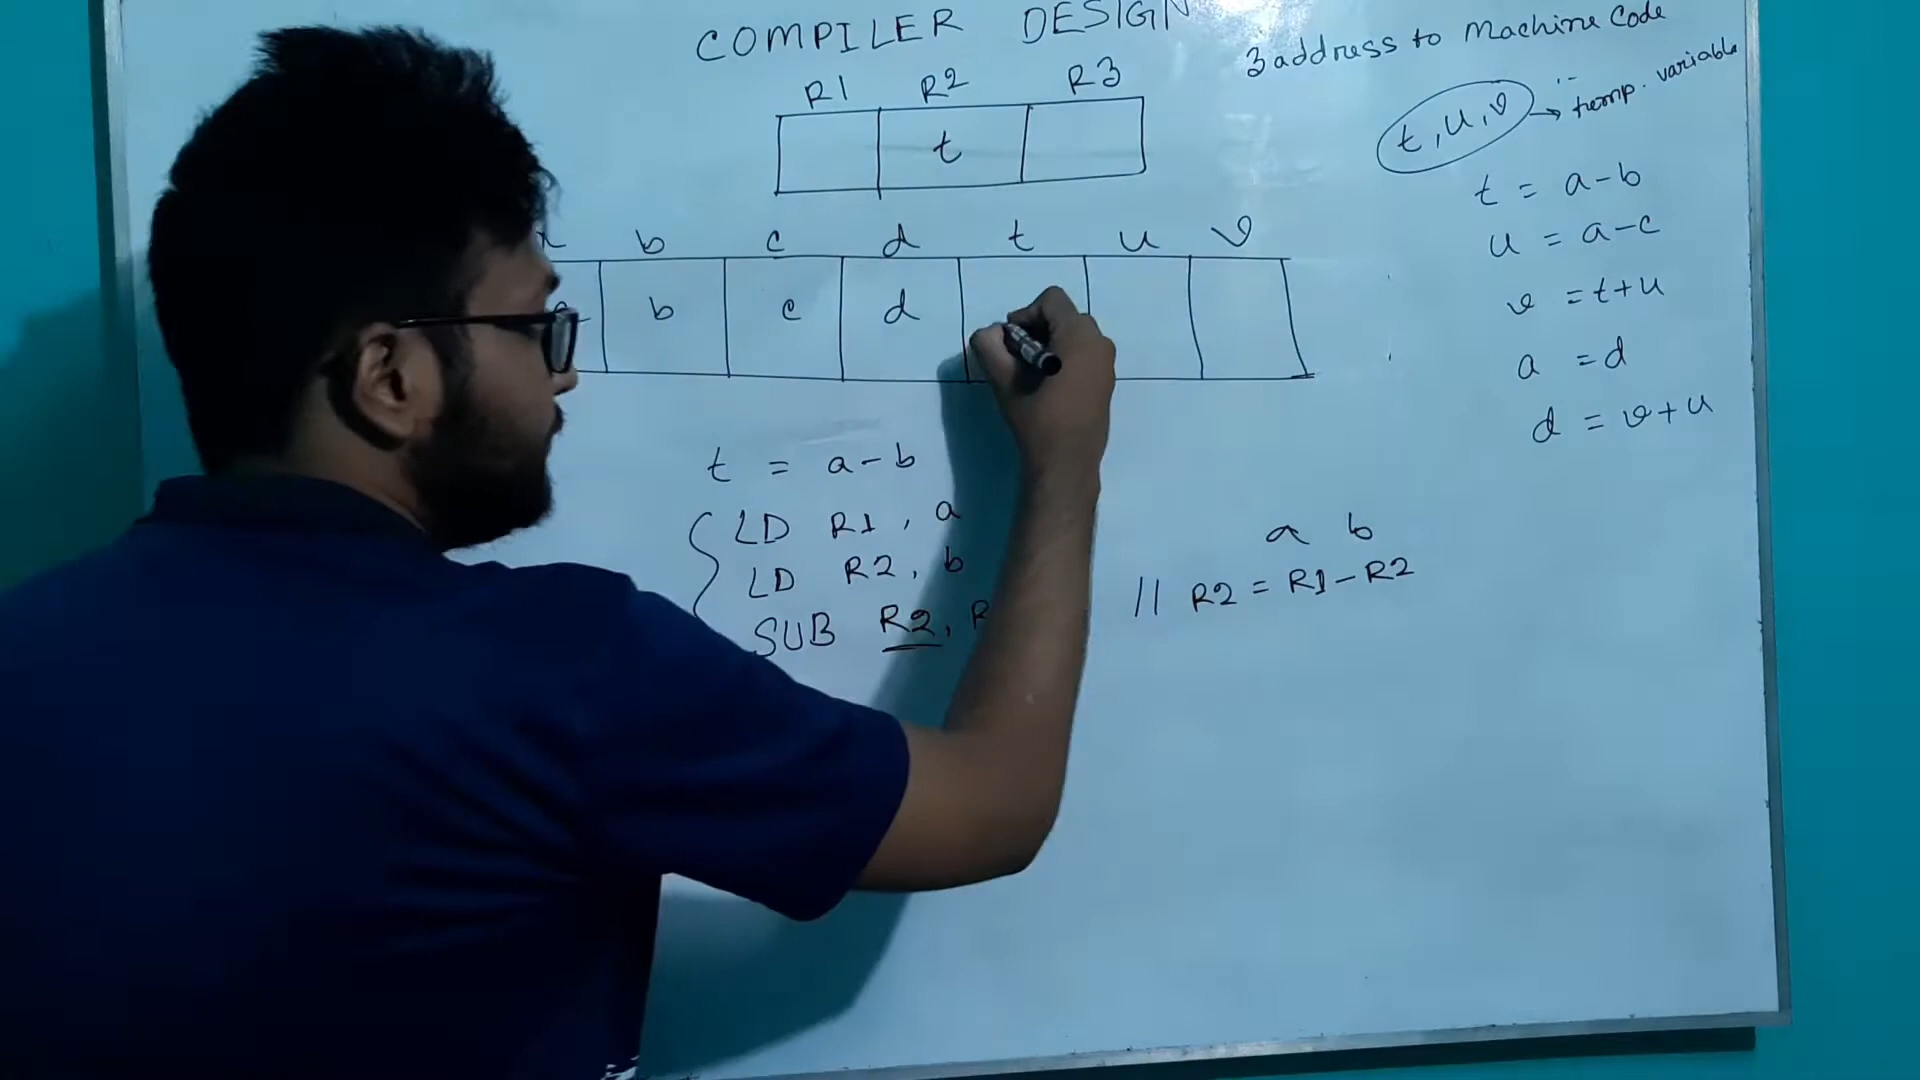 COMPILER DESIGN
3 address to Machine Code
R1 R2 R3
t
t, u, v → temp. variable
t = a - b
u = a - c
v = t + u
a = d
d = v + u
b c d t u v
b c d
t = a - b
LD R1, a
LD R2, b
SUB R2,
a b
// R2 = R1 - R2